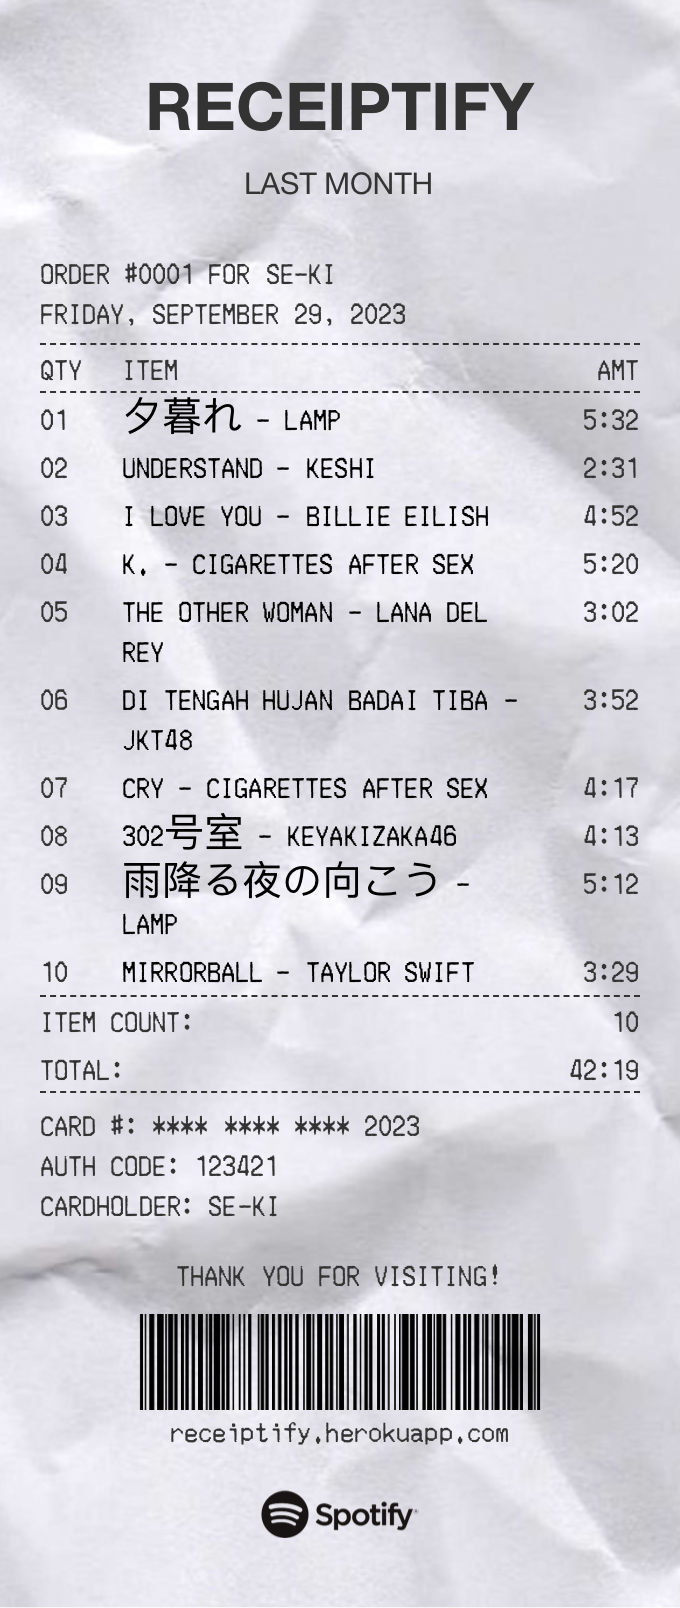 RECEIPTIFY
LAST MONTH
ORDER #0001 FOR SE-KI
FRIDAY, SEPTEMBER 29, 2023
QTY ITEM AMT
01 夕暮れ - LAMP 5:32
02 UNDERSTAND - KESHI 2:31
03 I LOVE YOU - BILLIE EILISH 4:52
04 K. - CIGARETTES AFTER SEX 5:20
05 THE OTHER WOMAN - LANA DEL 3:02
REY
06 DI TENGAH HUJAN BADAI TIBA - 3:52
JKT48
07 CRY - CIGARETTES AFTER SEX 4:17
08 302号室 - KEYAKIZAKA46 4:13
09 雨降る夜の向こう - 5:12
LAMP
10 MIRRORBALL - TAYLOR SWIFT 3:29
ITEM COUNT: 10
TOTAL: 42:19
CARD #: **** **** **** 2023
AUTH CODE: 123421
CARDHOLDER: SE-KI
THANK YOU FOR VISITING!
receiptify.herokuapp.com
Spotify